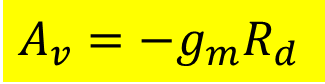 A_v = -g_m R_d